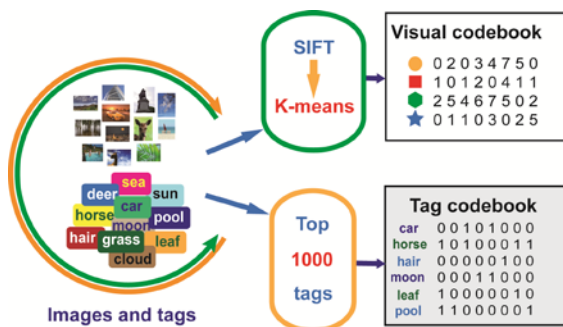 sea
deer
sun
car
horse
moon
pool
hair
grass
leaf
cloud
Images and tags
SIFT
K-means
Top
1000
tags
Visual codebook
0 2 0 3 4 7 5 0
1 0 1 2 0 4 1 1
2 5 4 6 7 5 0 2
0 1 1 0 3 0 2 5
Tag codebook
car 0 0 1 0 1 0 0 0
horse 1 0 1 0 0 0 1 1
hair 0 0 0 0 0 1 0 0
moon 0 0 0 1 1 0 0 0
leaf 1 0 0 0 0 0 1 0
pool 1 1 0 0 0 0 0 1